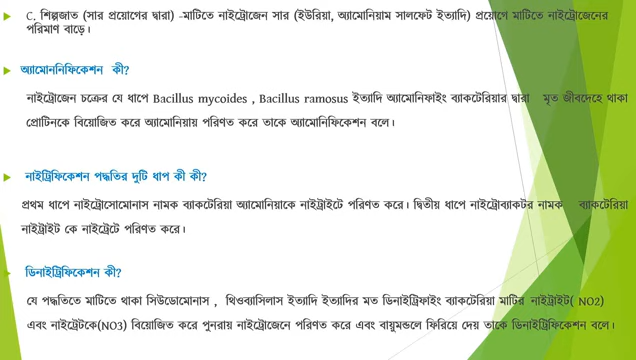 C. শিল্পজাত (সার প্রয়োগের দ্বারা) -মাটিতে নাইট্রোজেন সার (ইউরিয়া, অ্যামোনিয়াম সালফেট ইত্যাদি) প্রয়োগে মাটিতে নাইট্রোজেনের
পরিমাণ বাড়ে।
অ্যামোননিফিকেশন কী?
নাইট্রোজেন চক্রের যে ধাপে Bacillus mycoides , Bacillus ramosus ইত্যাদি অ্যামোনিফাইং ব্যাকটেরিয়ার দ্বারা মৃত জীবদেহে থাকা
প্রোটিনকে বিয়োজিত করে অ্যামোনিয়ায় পরিণত করে তাকে অ্যামোনিফিকেশন বলে।
নাইট্রিফিকেশন পদ্ধতির দুটি ধাপ কী কী?
প্রথম ধাপে নাইট্রোসোমোনাস নামক ব্যাকটেরিয়া অ্যামোনিয়াকে নাইট্রাইটে পরিণত করে। দ্বিতীয় ধাপে নাইট্রোব্যাকটর নামক ব্যাকটেরিয়া
নাইট্রাইট কে নাইট্রেটে পরিণত করে।
ডিনাইট্রিফিকেশন কী?
যে পদ্ধতিতে মাটিতে থাকা সিউডোমোনাস , থিওব্যাসিলাস ইত্যাদি ইত্যাদির মত ডিনাইট্রিফাইং ব্যাকটেরিয়া মাটির নাইট্রাইট( NO2)
এবং নাইট্রেটকে(NO3) বিয়োজিত করে পুনরায় নাইট্রোজেনে পরিণত করে এবং বায়ুমন্ডলে ফিরিয়ে দেয় তাকে ডিনাইট্রিফিকেশন বলে।